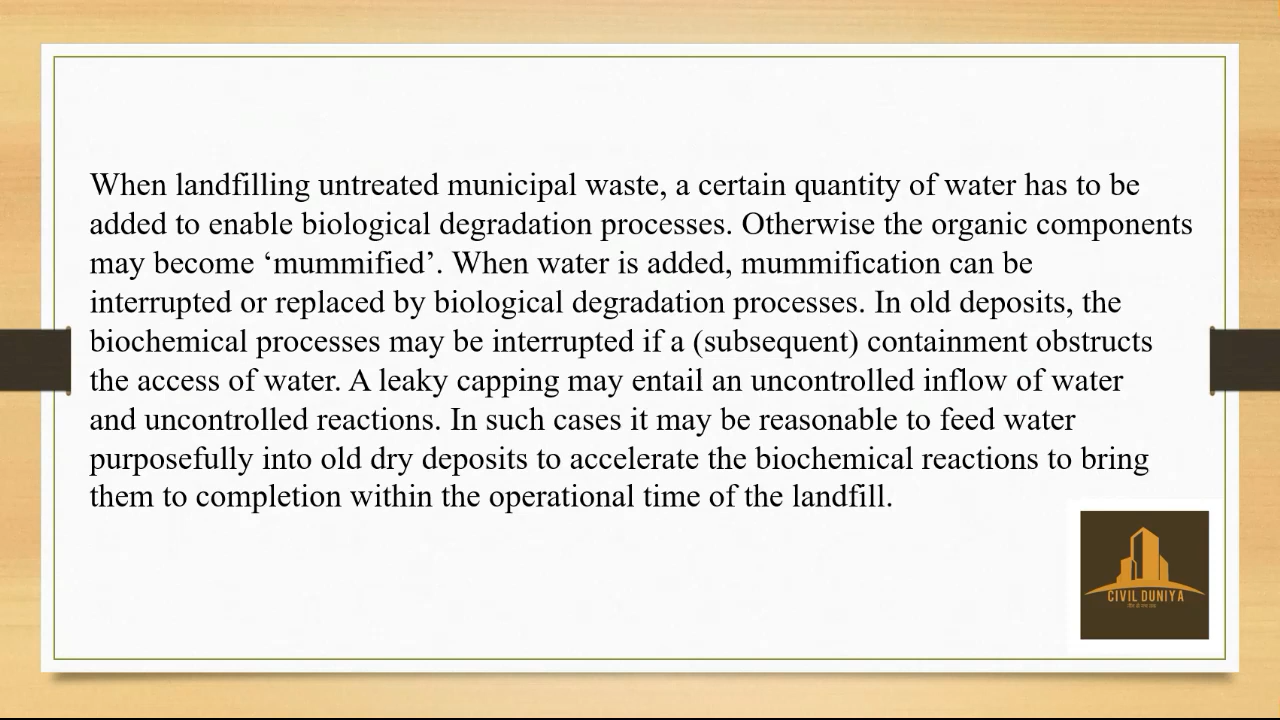 When landfilling untreated municipal waste, a certain quantity of water has to be
added to enable biological degradation processes. Otherwise the organic components
may become ‘mummified’. When water is added, mummification can be
interrupted or replaced by biological degradation processes. In old deposits, the
biochemical processes may be interrupted if a (subsequent) containment obstructs
the access of water. A leaky capping may entail an uncontrolled inflow of water
and uncontrolled reactions. In such cases it may be reasonable to feed water
purposefully into old dry deposits to accelerate the biochemical reactions to bring
them to completion within the operational time of the landfill.
CIVIL DUNIYA